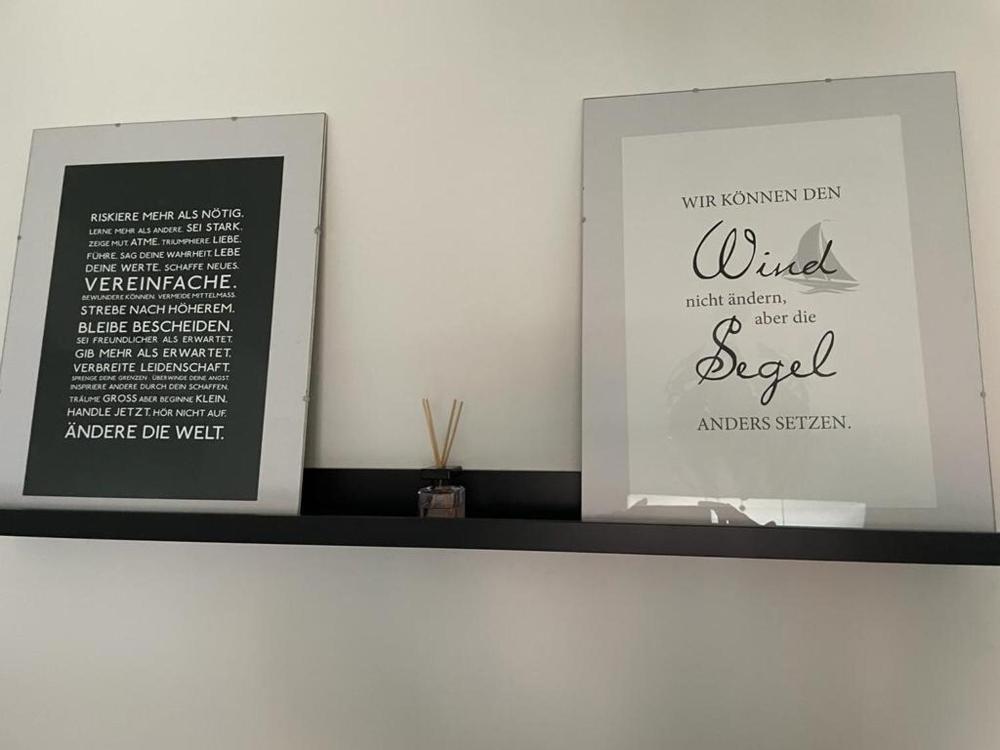 RISKIERE MEHR ALS NÖTIG.
LERNE MEHR ALS ANDERE. SEI STARK.
ZEIGE MUT. ATME. TRIUMPHIERE. LIEBE.
FÜHRE. SAG DEINE WAHRHEIT. LEBE
DEINE WERTE. SCHAFFE NEUES.
VEREINFACHE.
BEWUNDERE KÖNNEN. VERMEIDE MITTELMASS.
STREBE NACH HÖHEREM.
BLEIBE BESCHEIDEN.
SEI FREUNDLICHER ALS ERWARTET.
GIB MEHR ALS ERWARTET.
VERBREITE LEIDENSCHAFT.
SPRENGE DEINE GRENZEN. ÜBERWINDE DEINE ANGST.
INSPIRIERE ANDERE DURCH DEIN SCHAFFEN.
TRÄUME GROSS ABER BEGINNE KLEIN.
HANDLE JETZT. HÖR NICHT AUF.
ÄNDERE DIE WELT.
WIR KÖNNEN DEN
Wind
nicht ändern,
aber die
Segel
ANDERS SETZEN.